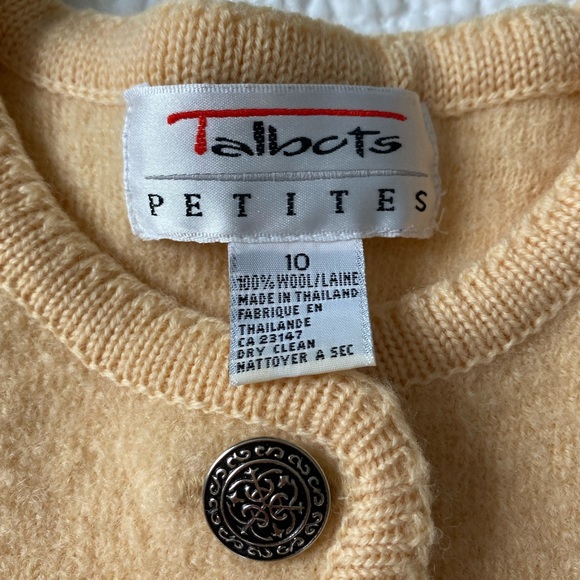 Talbots
PETITES
10
100% WOOL/LAINE
MADE IN THAILAND
FABRIQUE EN
THAILANDE
CA 23147
DRY CLEAN
NATTOYER A SEC